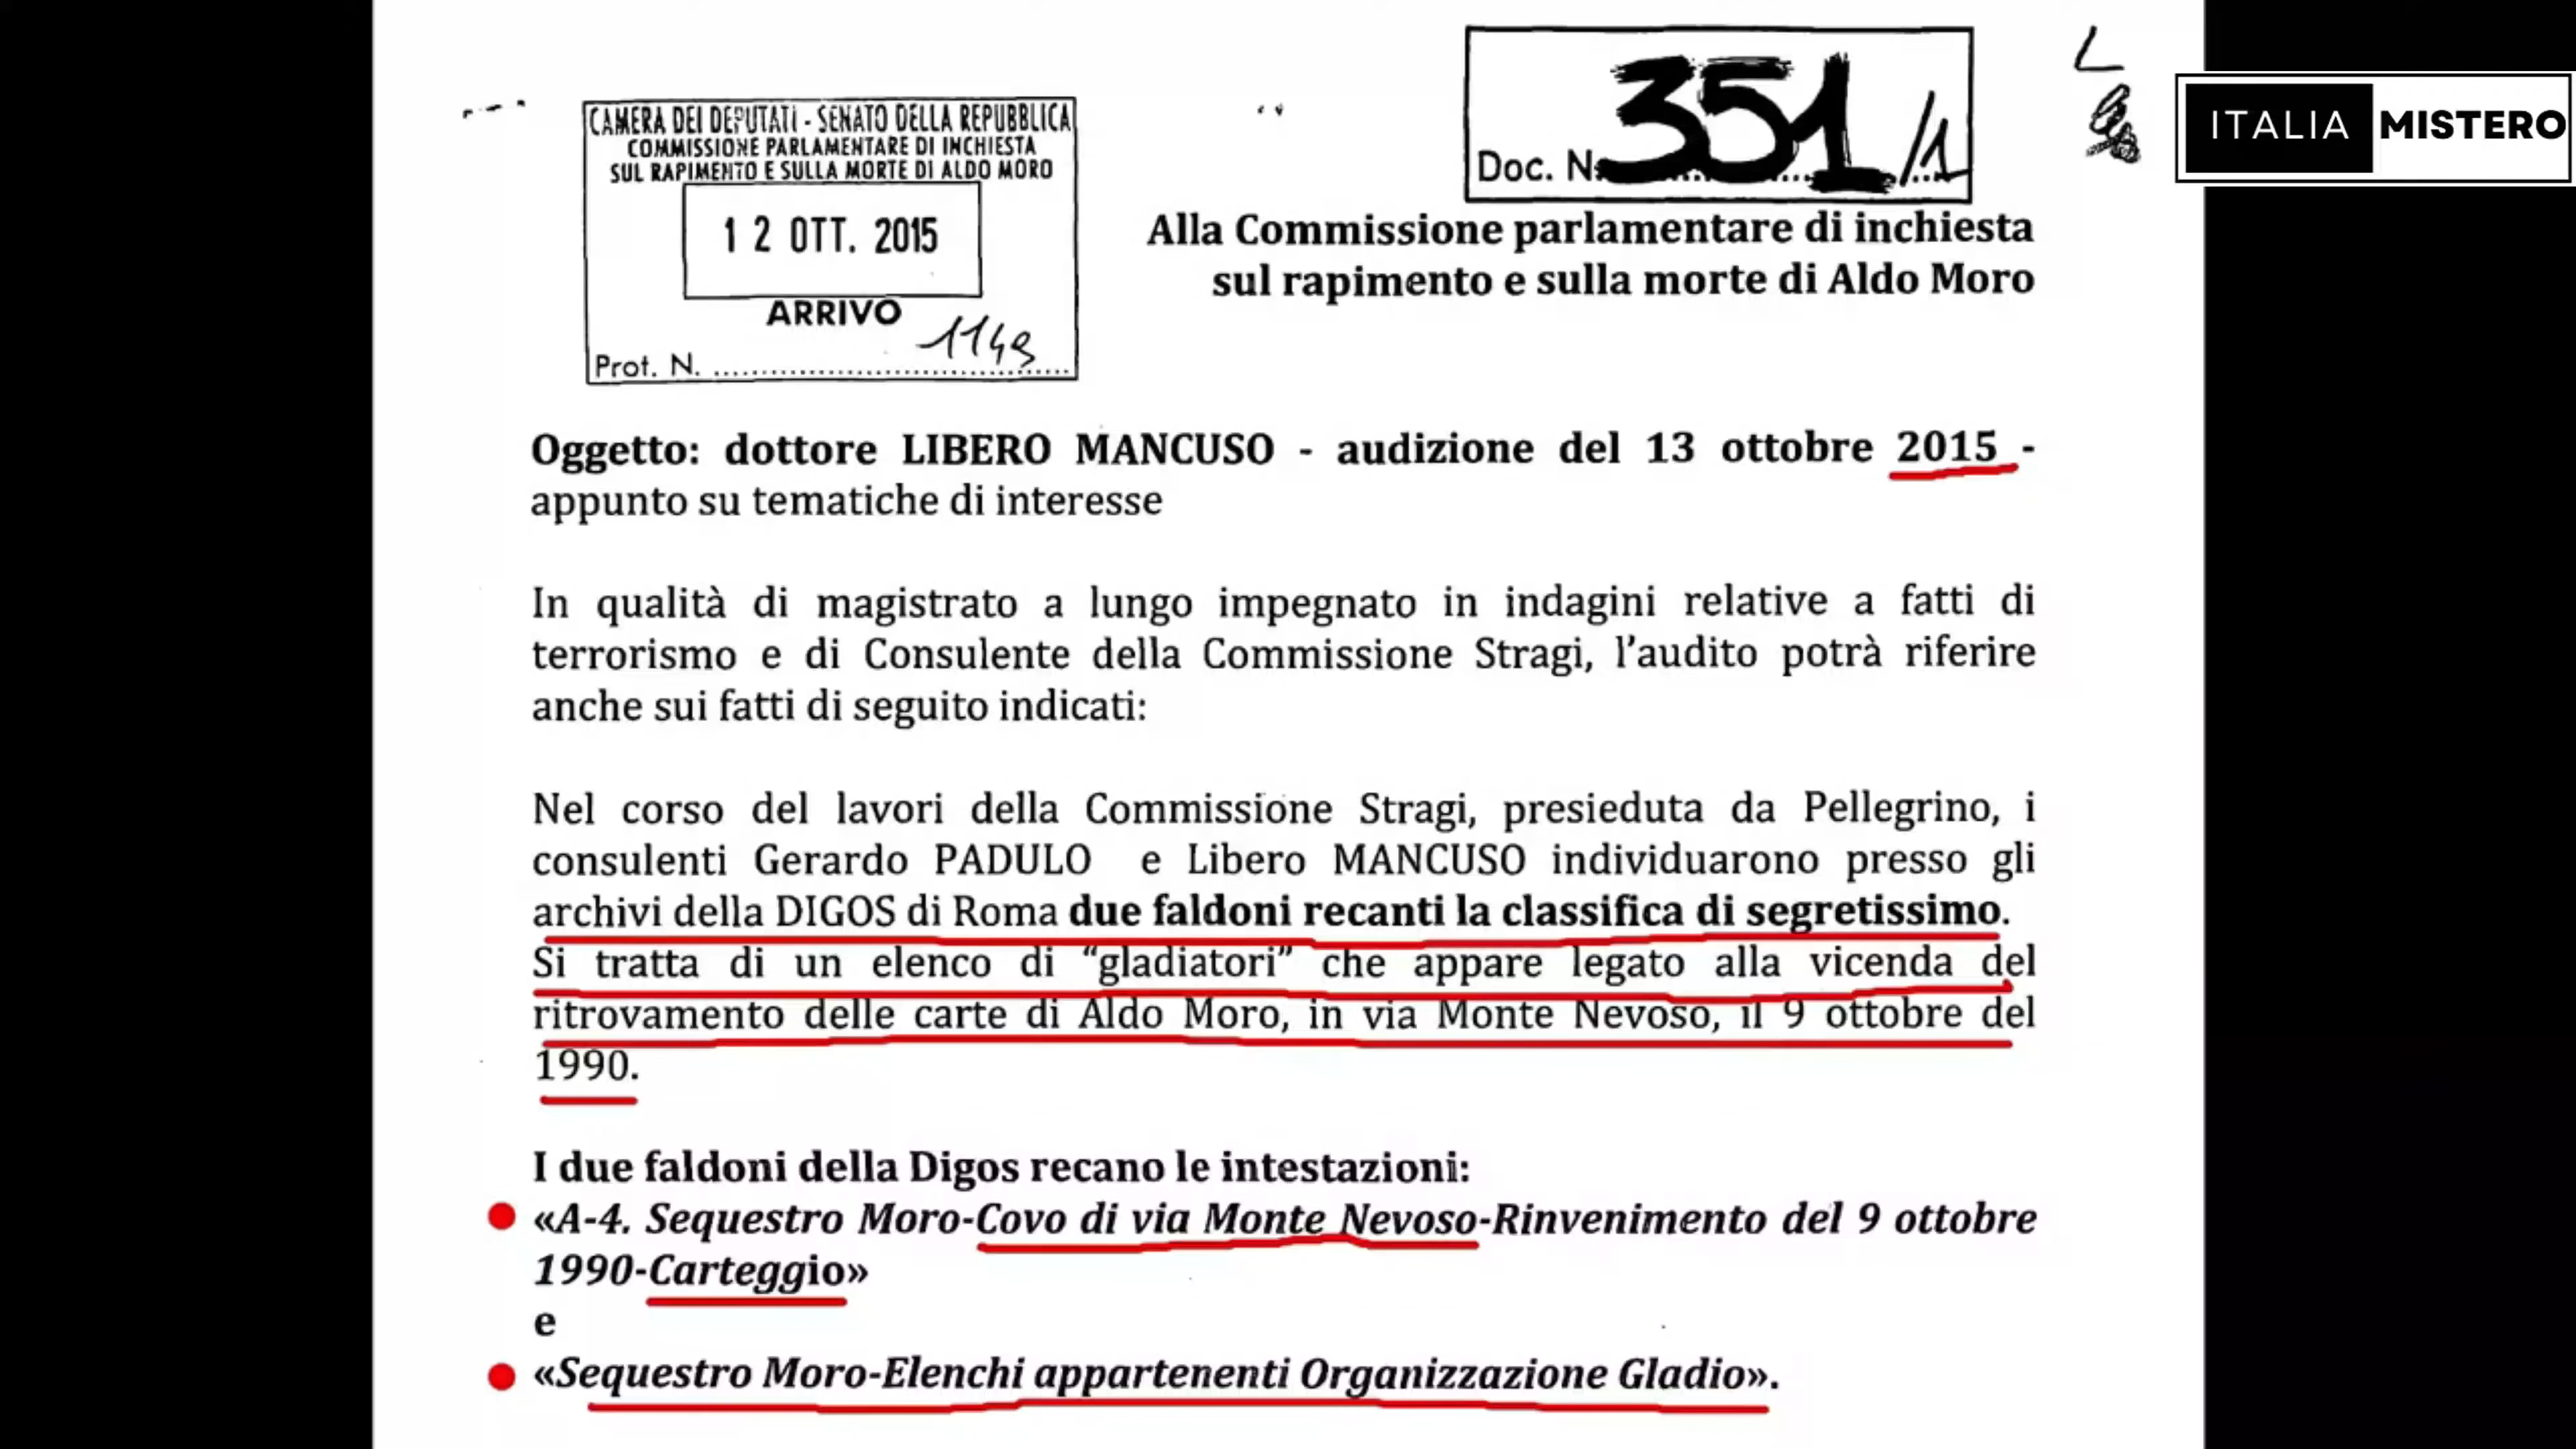 CAMERA DEI DEPUTATI - SENATO DELLA REPUBBLICA
COMMISSIONE PARLAMENTARE DI INCHIESTA
SUL RAPIMENTO E SULLA MORTE DI ALDO MORO
12 OTT. 2015
ARRIVO
Prot. N. 1149
Doc. N. 351/1
ITALIA MISTERO
Alla Commissione parlamentare di inchiesta
sul rapimento e sulla morte di Aldo Moro
Oggetto: dottore LIBERO MANCUSO - audizione del 13 ottobre 2015 -
appunto su tematiche di interesse
In qualità di magistrato a lungo impegnato in indagini relative a fatti di
terrorismo e di Consulente della Commissione Stragi, l’audito potrà riferire
anche sui fatti di seguito indicati:
Nel corso del lavori della Commissione Stragi, presieduta da Pellegrino, i
consulenti Gerardo PADULO e Libero MANCUSO individuarono presso gli
archivi della DIGOS di Roma due faldoni recanti la classifica di segretissimo.
Si tratta di un elenco di “gladiatori” che appare legato alla vicenda del
ritrovamento delle carte di Aldo Moro, in via Monte Nevoso, il 9 ottobre del
1990.
I due faldoni della Digos recano le intestazioni:
«A-4. Sequestro Moro-Covo di via Monte Nevoso-Rinvenimento del 9 ottobre
1990-Carteggio»
e
«Sequestro Moro-Elenchi appartenenti Organizzazione Gladio».